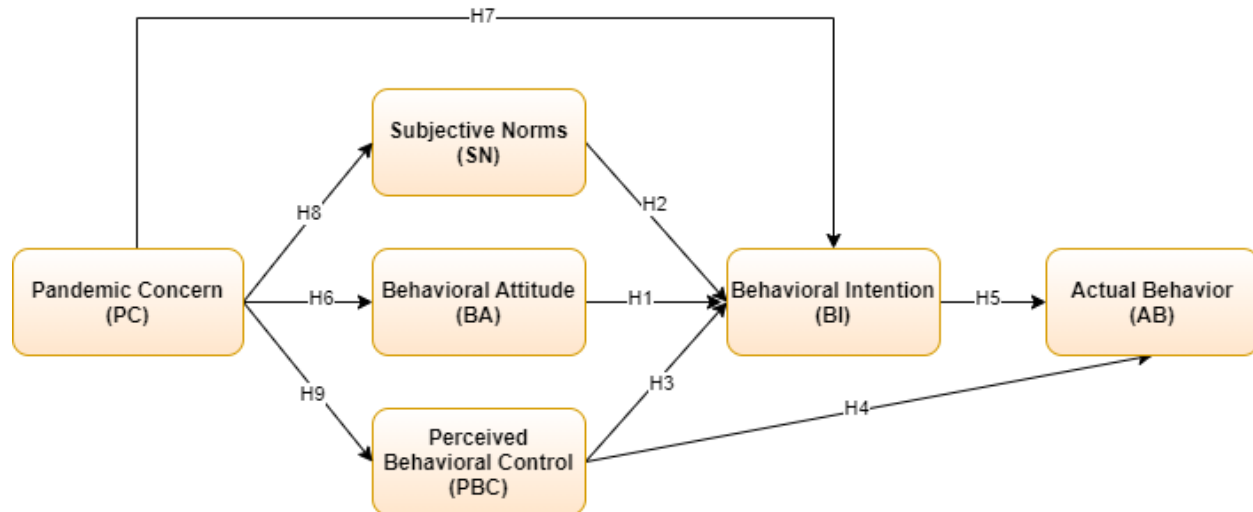 H7
Subjective Norms
(SN)
H8
H2
Pandemic Concern
(PC)
H6
Behavioral Attitude
(BA)
H1
Behavioral Intention
(BI)
H5
Actual Behavior
(AB)
H9
H3
H4
Perceived
Behavioral Control
(PBC)